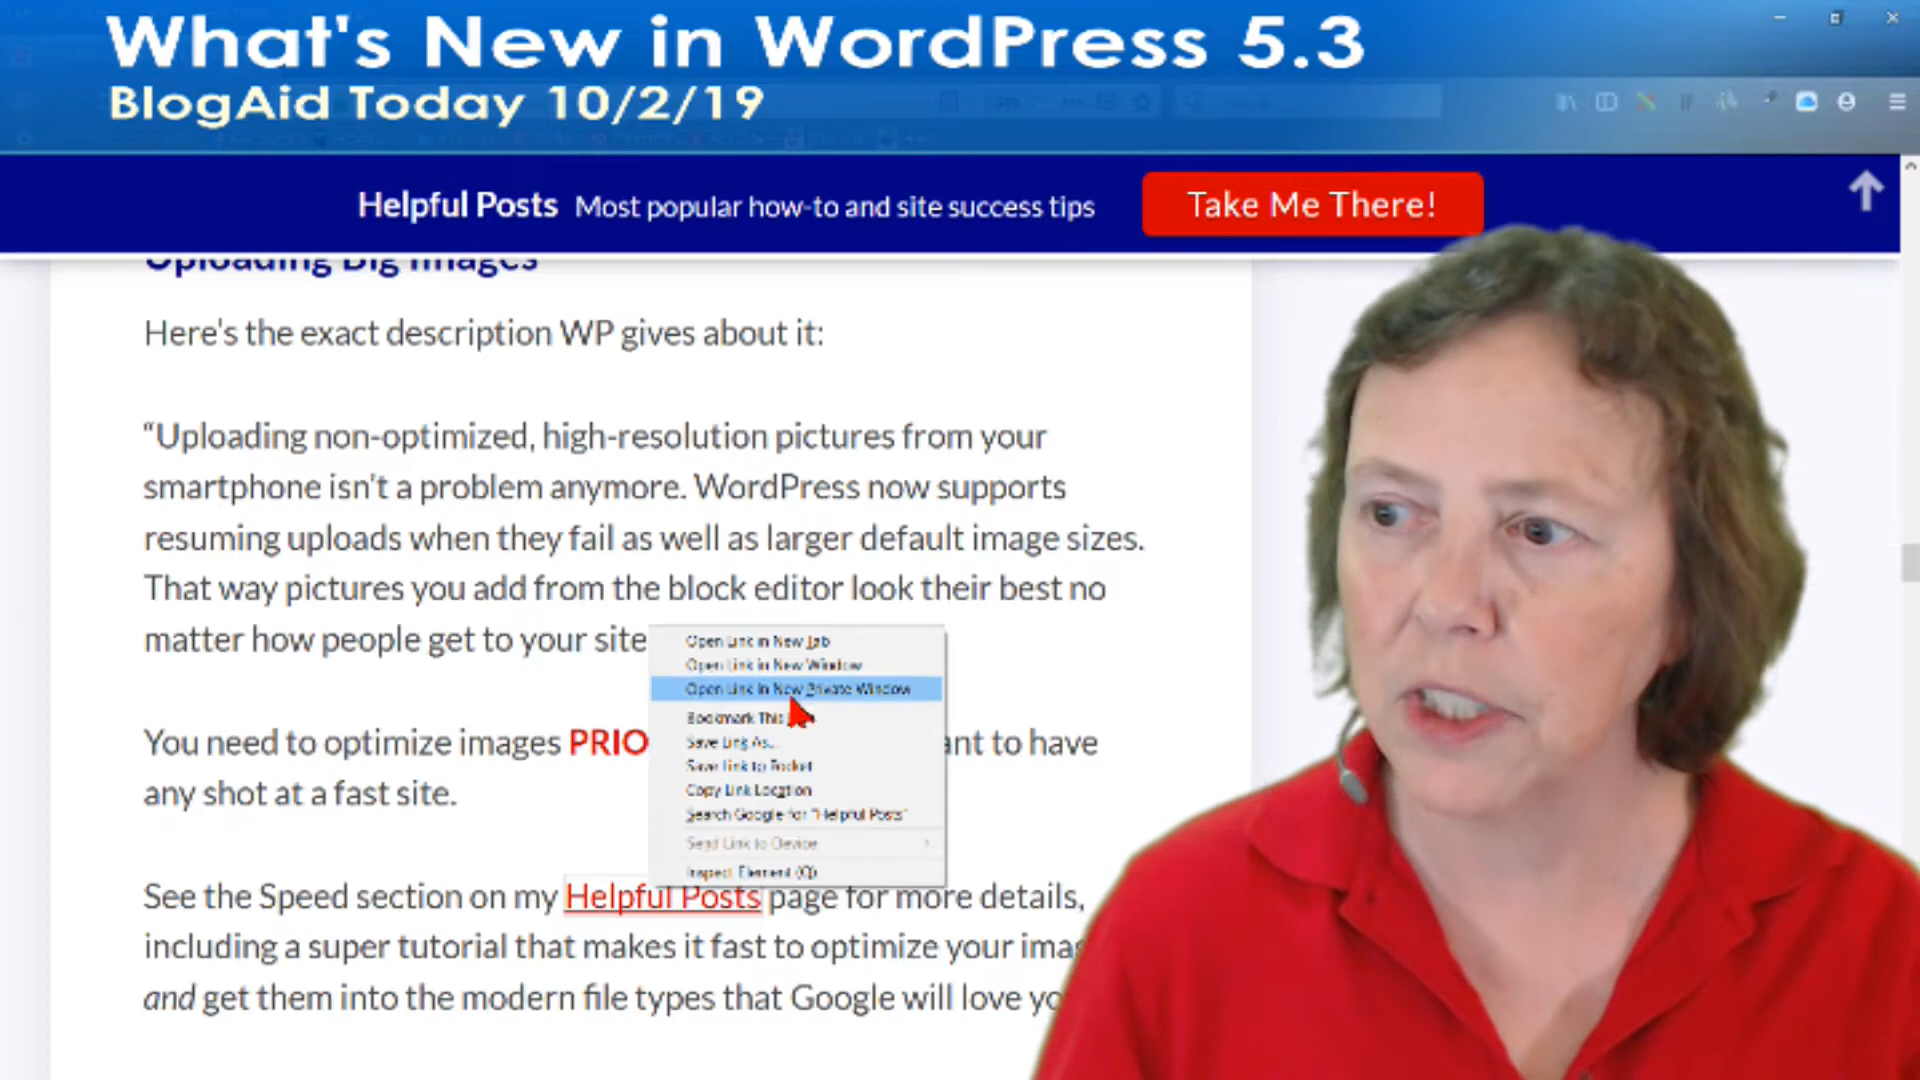 What's New in WordPress 5.3
BlogAid Today 10/2/19
Helpful Posts Most popular how-to and site success tips Take Me There!
Uploading Big Images
Here's the exact description WP gives about it:
“Uploading non-optimized, high-resolution pictures from your
smartphone isn't a problem anymore. WordPress now supports
resuming uploads when they fail as well as larger default image sizes.
That way pictures you add from the block editor look their best no
matter how people get to your site
Open Link in New Tab
Open Link in New Window
Open Link in New Private Window
Bookmark This
Save Link As...
Save Link to Pocket
Copy Link Location
Search Google for "Helpful Posts"
Send Link to Device
Inspect Element (Q)
You need to optimize images PRIO ant to have
any shot at a fast site.
See the Speed section on my Helpful Posts page for more details,
including a super tutorial that makes it fast to optimize your ima
and get them into the modern file types that Google will love yo